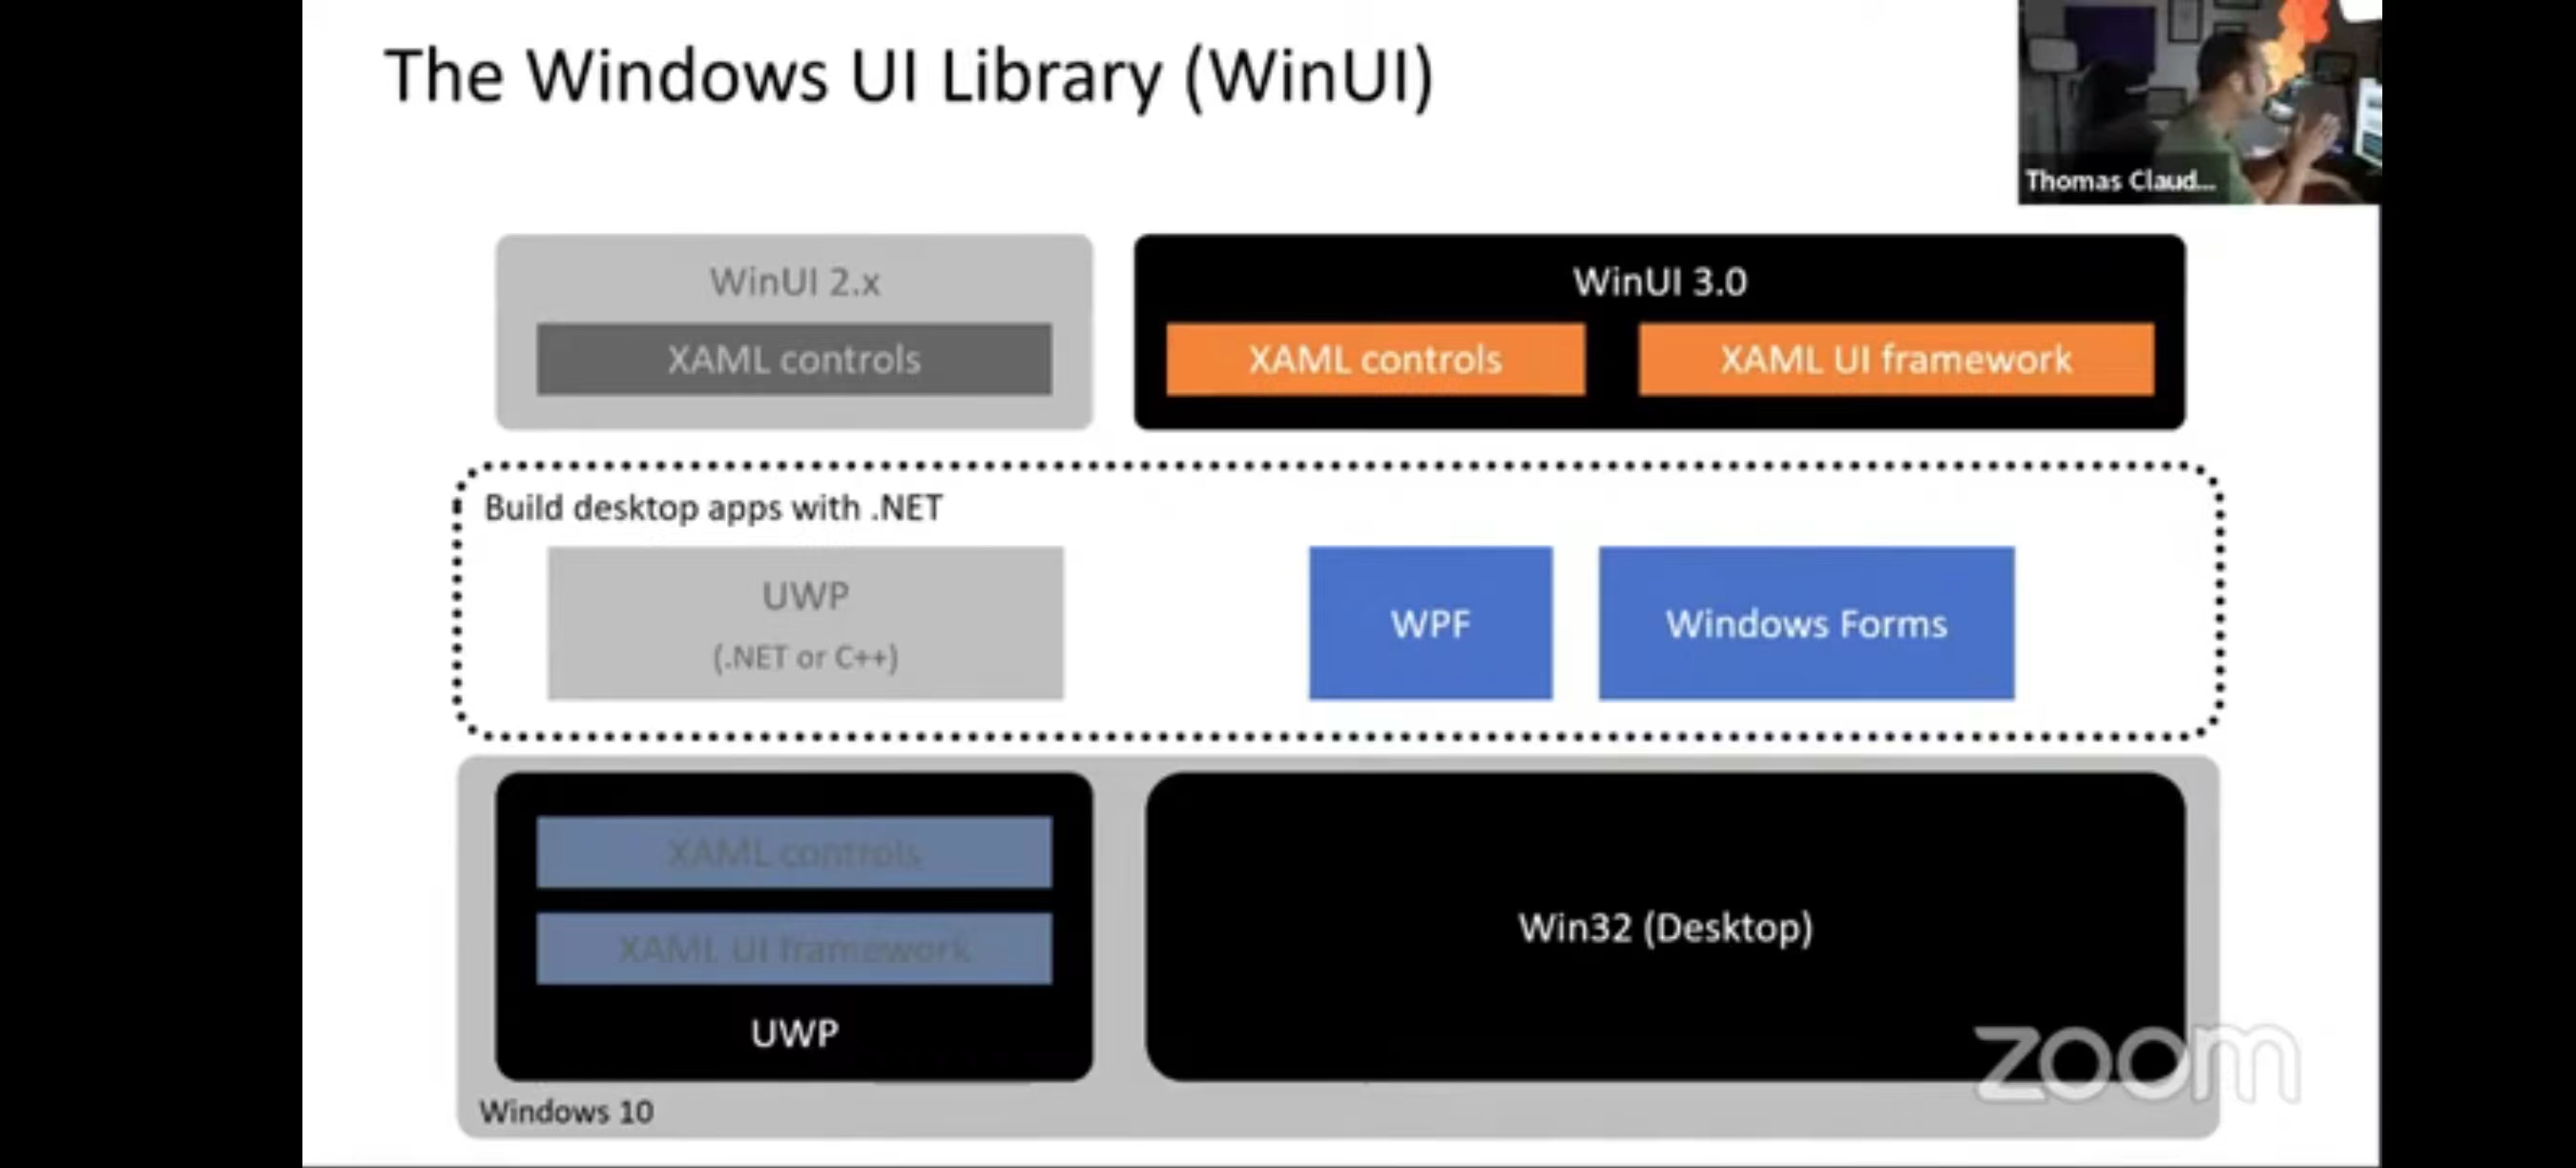 The Windows UI Library (WinUI)
Thomas Claud...
WinUI 2.x
XAML controls
WinUI 3.0
XAML controls
XAML UI framework
Build desktop apps with .NET
UWP
(.NET or C++)
WPF
Windows Forms
XAML controls
XAML UI framework
UWP
Win32 (Desktop)
Windows 10
zoom